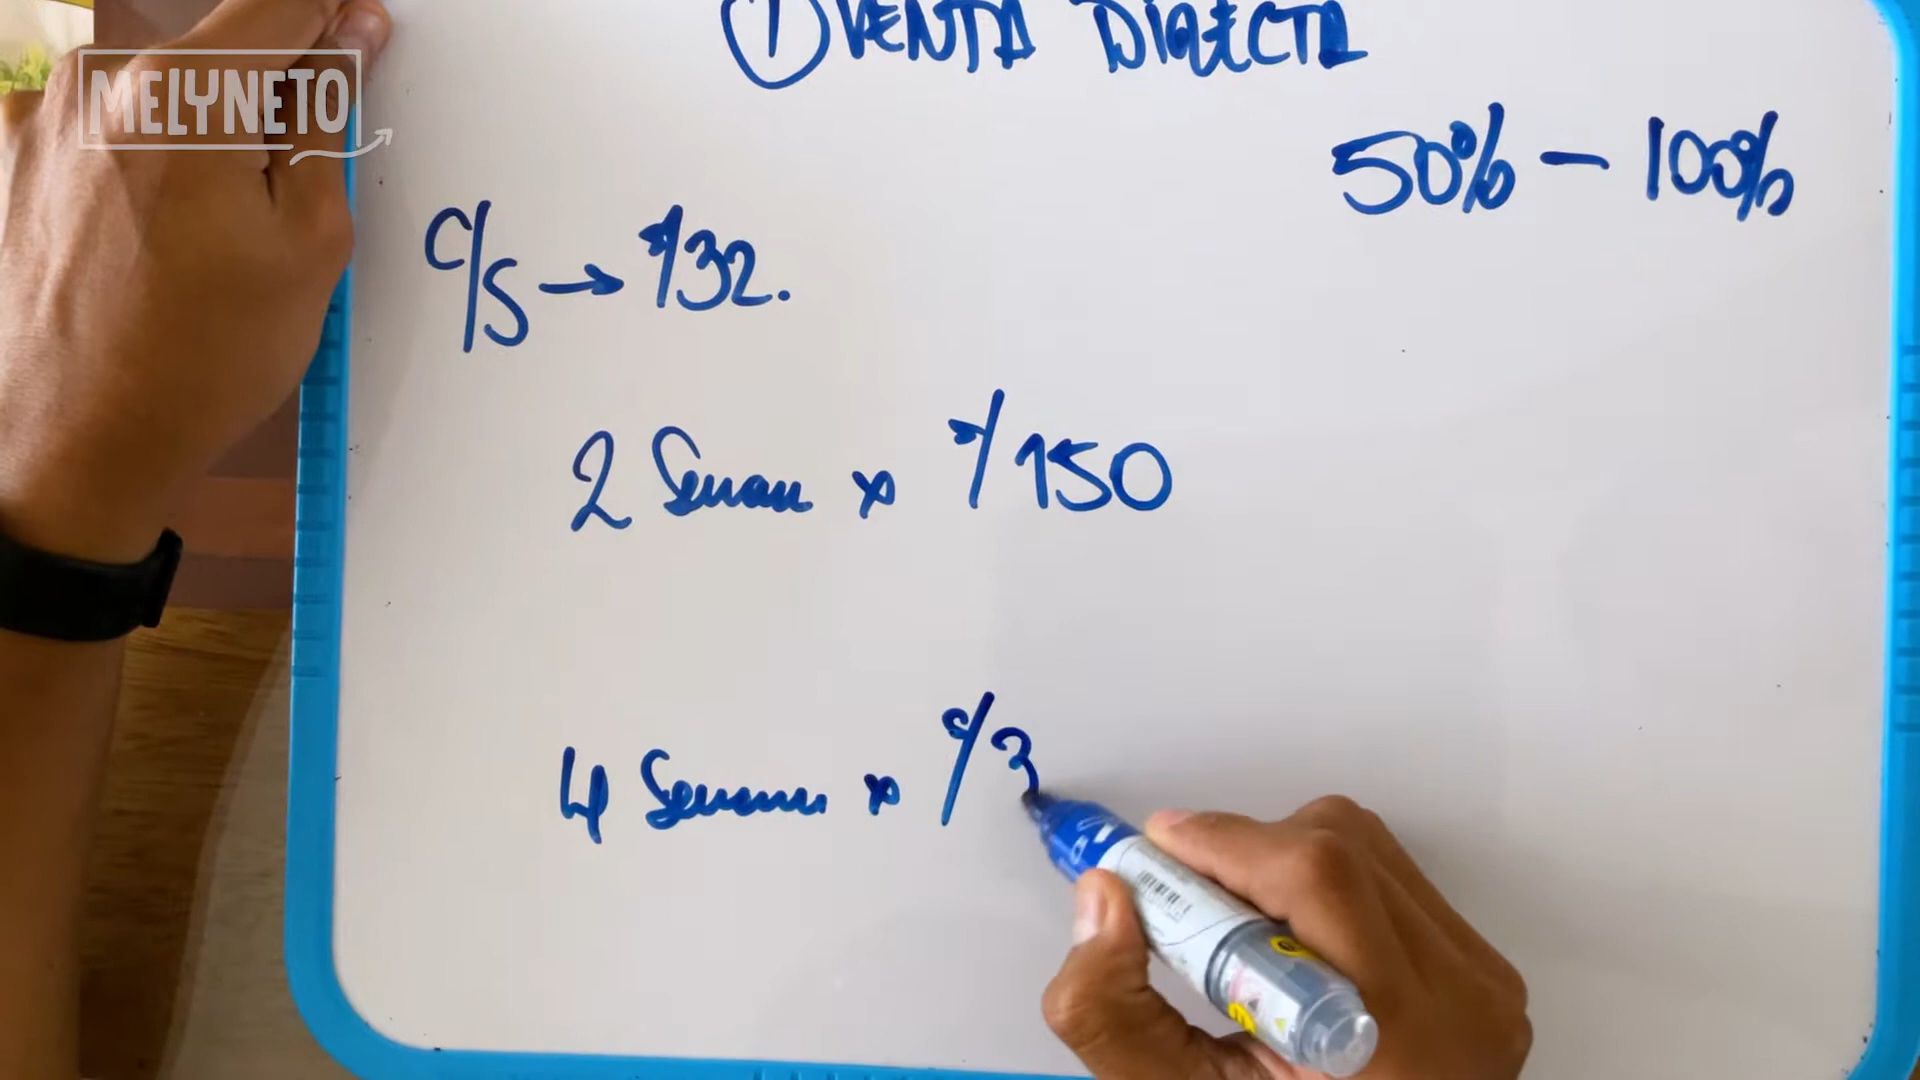 MELYNETO
① VENTA DIRECTA
50% - 100%
C/S → S/32.
2 Seman x S/150
4 Seman x S/3